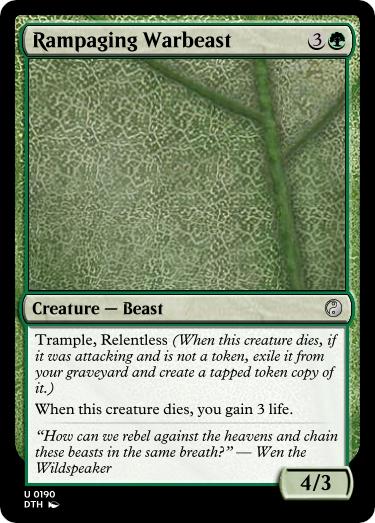 Rampaging Warbeast 3
Creature — Beast
Trample, Relentless (When this creature dies, if
it was attacking and is not a token, exile it from
your graveyard and create a tapped token copy of
it.)
When this creature dies, you gain 3 life.
“How can we rebel against the heavens and chain
these beasts in the same breath?” — Wen the
Wildspeaker
4/3
U 0190
DTH